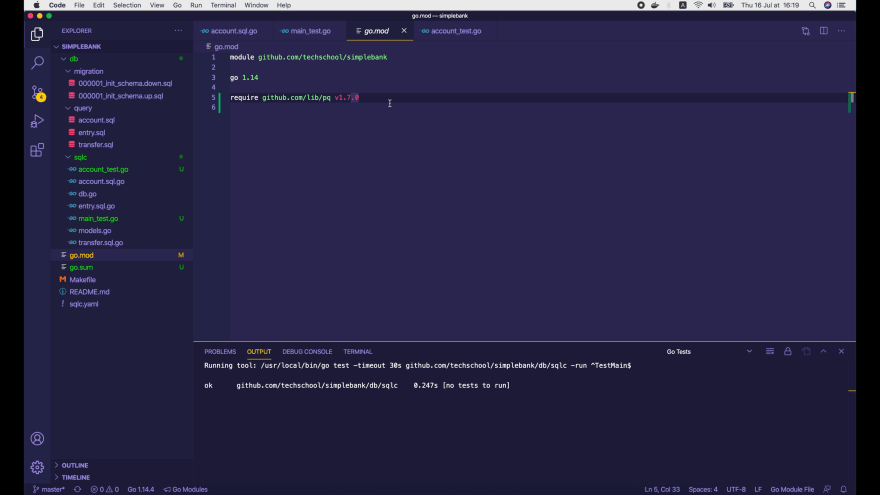 Code File Edit Selection View Go Run Terminal Window Help
A Thu 16 Jul at 16:19
go.mod — simplebank
EXPLORER
account.sql.go main_test.go go.mod account_test.go
SIMPLEBANK
db
migration
000001_init_schema.down.sql
000001_init_schema.up.sql
query
account.sql
entry.sql
transfer.sql
sqlc
account_test.go U
account.sql.go
db.go
entry.sql.go
main_test.go U
models.go
transfer.sql.go
go.mod M
go.sum U
Makefile
README.md
sqlc.yaml
OUTLINE
TIMELINE
4
go.mod
1 module github.com/techschool/simplebank
2
3 go 1.14
4
5 require github.com/lib/pq v1.7.0
6
PROBLEMS OUTPUT DEBUG CONSOLE TERMINAL Go Tests
Running tool: /usr/local/bin/go test -timeout 30s github.com/techschool/simplebank/db/sqlc -run ^TestMain$
ok github.com/techschool/simplebank/db/sqlc 0.247s [no tests to run]
master* 0 0 Go 1.14.4 Go Modules Ln 6, Col 33 Spaces: 4 UTF-8 LF Go Module File